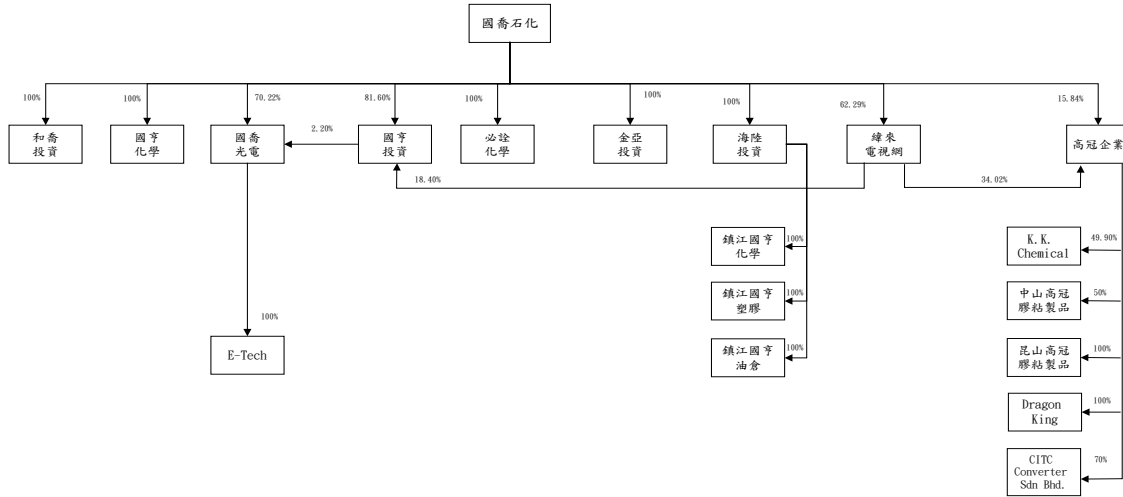 國喬石化
100%
100%
70.22%
81.60%
100%
100%
100%
62.29%
15.84%
和喬
投資
國亨
化學
國喬
光電
2.20%
國亨
投資
必詮
化學
金亞
投資
海陸
投資
緯來
電視網
高冠企業
18.40%
34.02%
鎮江國亨
化學
100%
K.K.
Chemical
49.90%
鎮江國亨
塑膠
100%
中山高冠
膠粘製品
50%
100%
E-Tech
鎮江國亨
油倉
100%
昆山高冠
膠粘製品
100%
Dragon
King
100%
CITC
Converter
Sdn Bhd.
70%